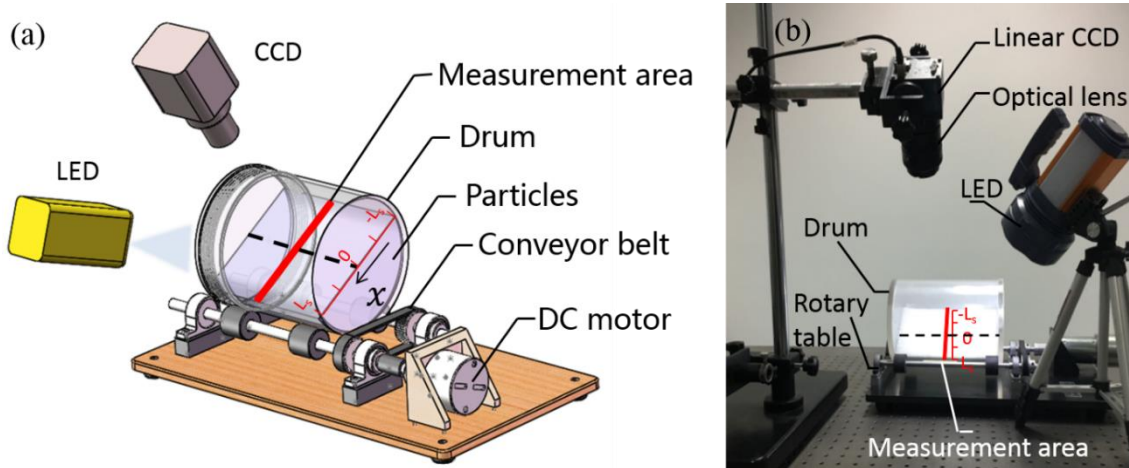 (a)
CCD
Measurement area
Drum
LED
Particles
-Ls
0
Ls
x
Conveyor belt
DC motor
(b)
Linear CCD
Optical lens
LED
Drum
Rotary
table
-Ls
0
Measurement area